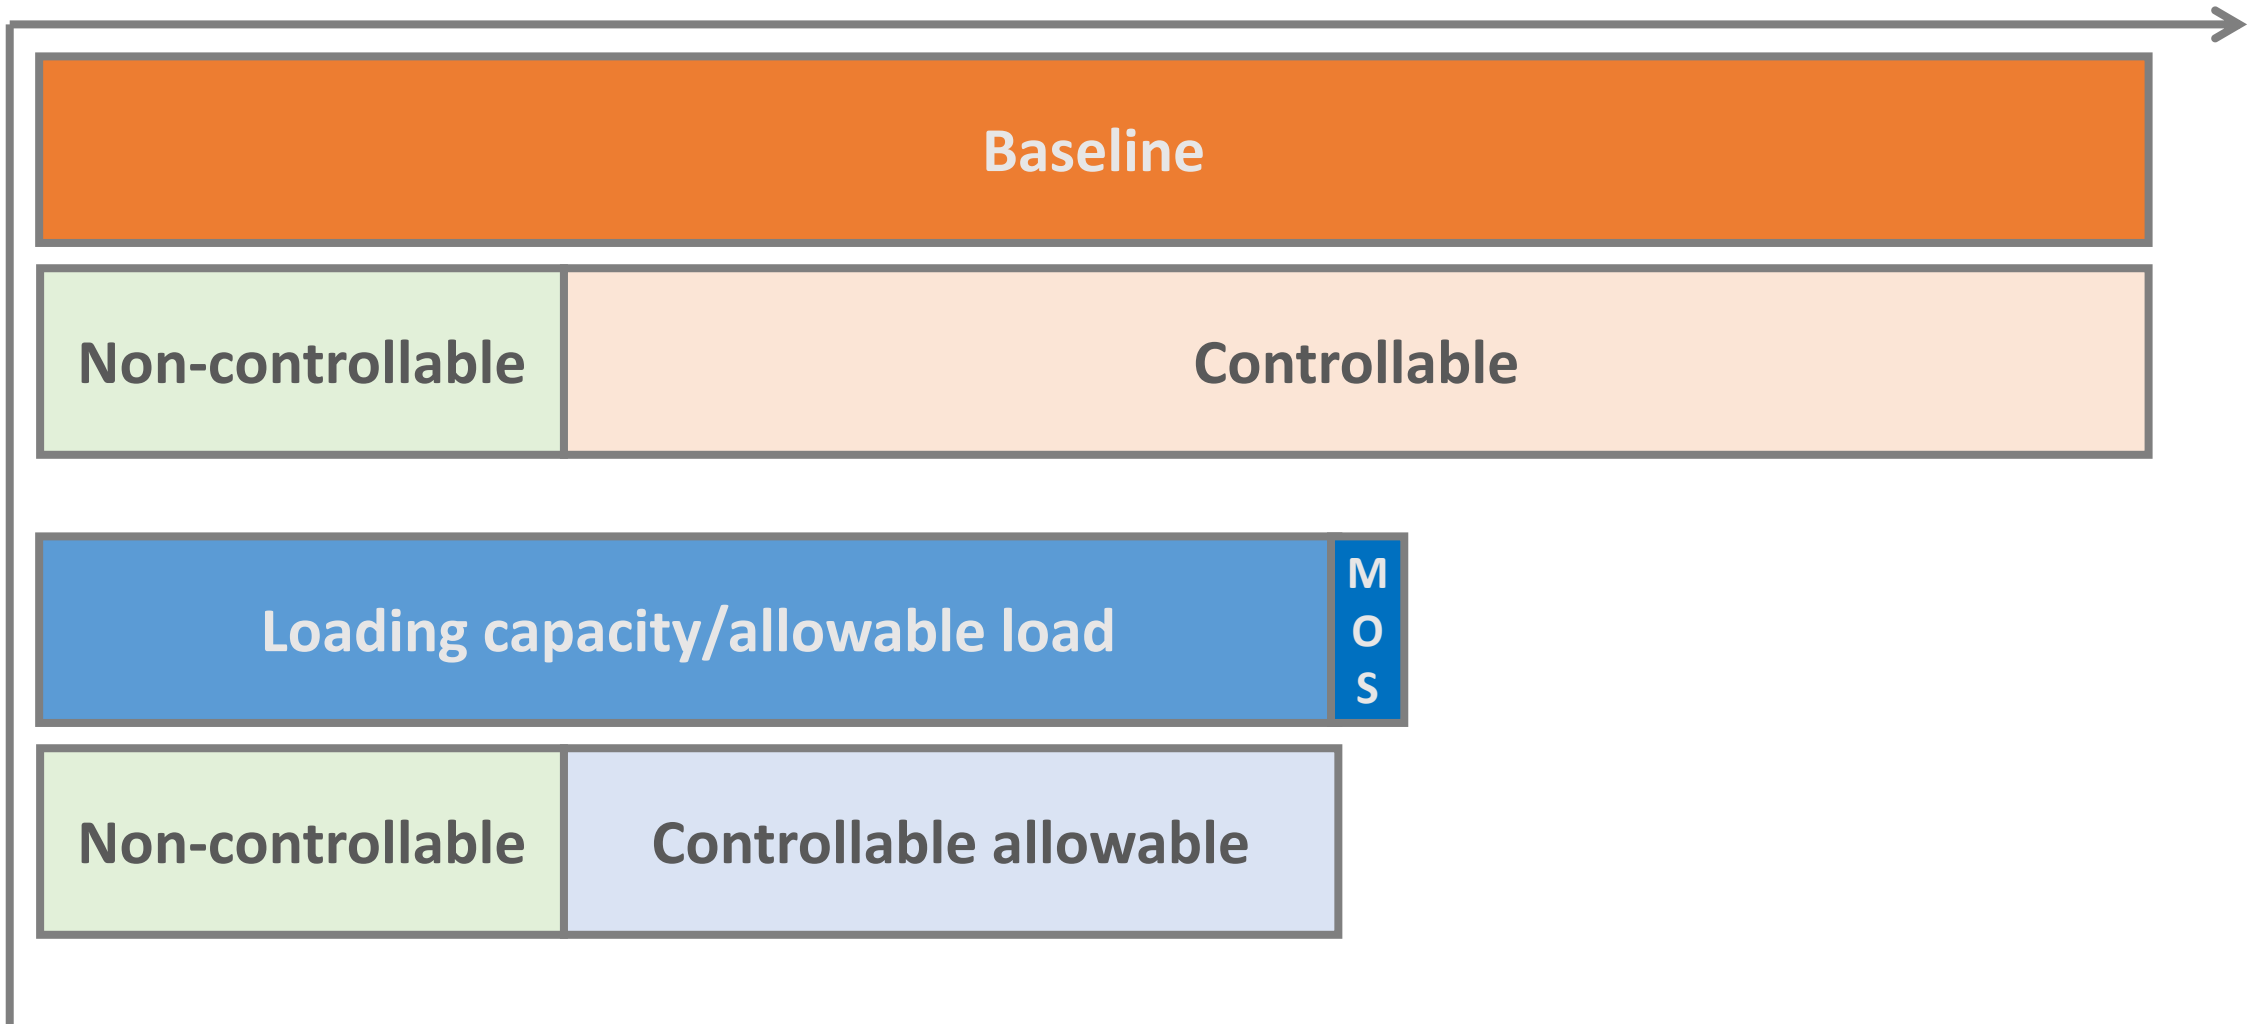 Baseline
Non-controllable
Controllable
Loading capacity/allowable load
M
O
S
Non-controllable
Controllable allowable